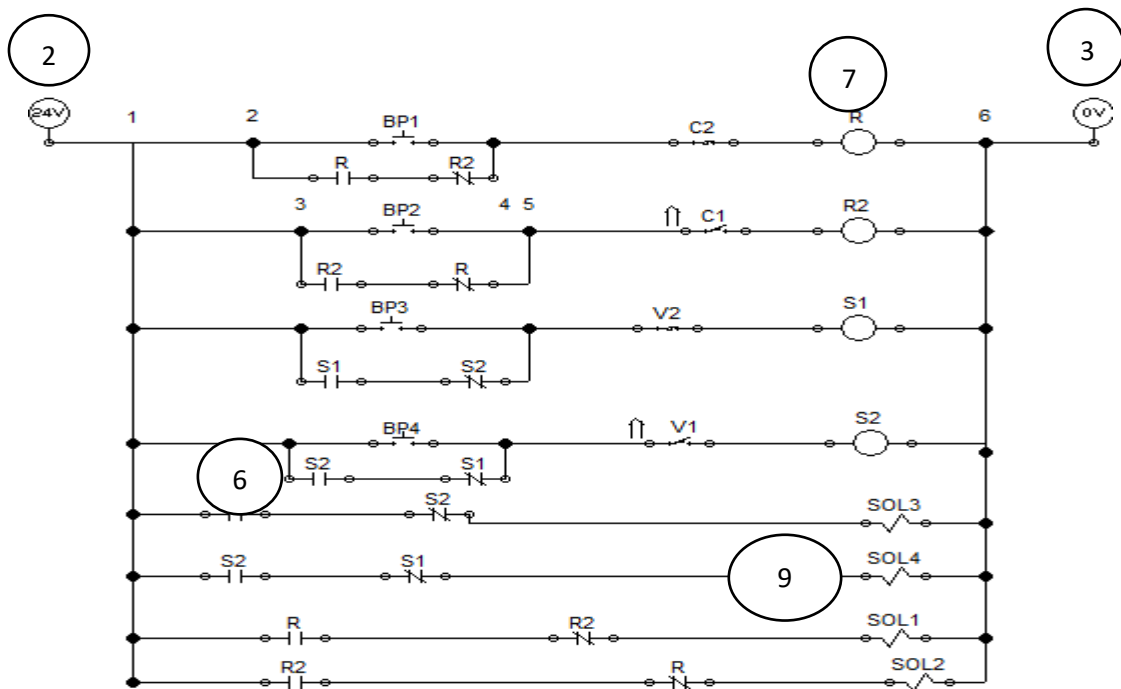 2
3
7
24V
1
2
BP1
C2
R
6
0V
R
R2
3
BP2
4
5
C1
R2
R2
R
BP3
V2
S1
S1
S2
BP4
V1
S2
S2
S1
6
S2
SOL3
S2
S1
9
SOL4
R
R2
SOL1
R2
R
SOL2